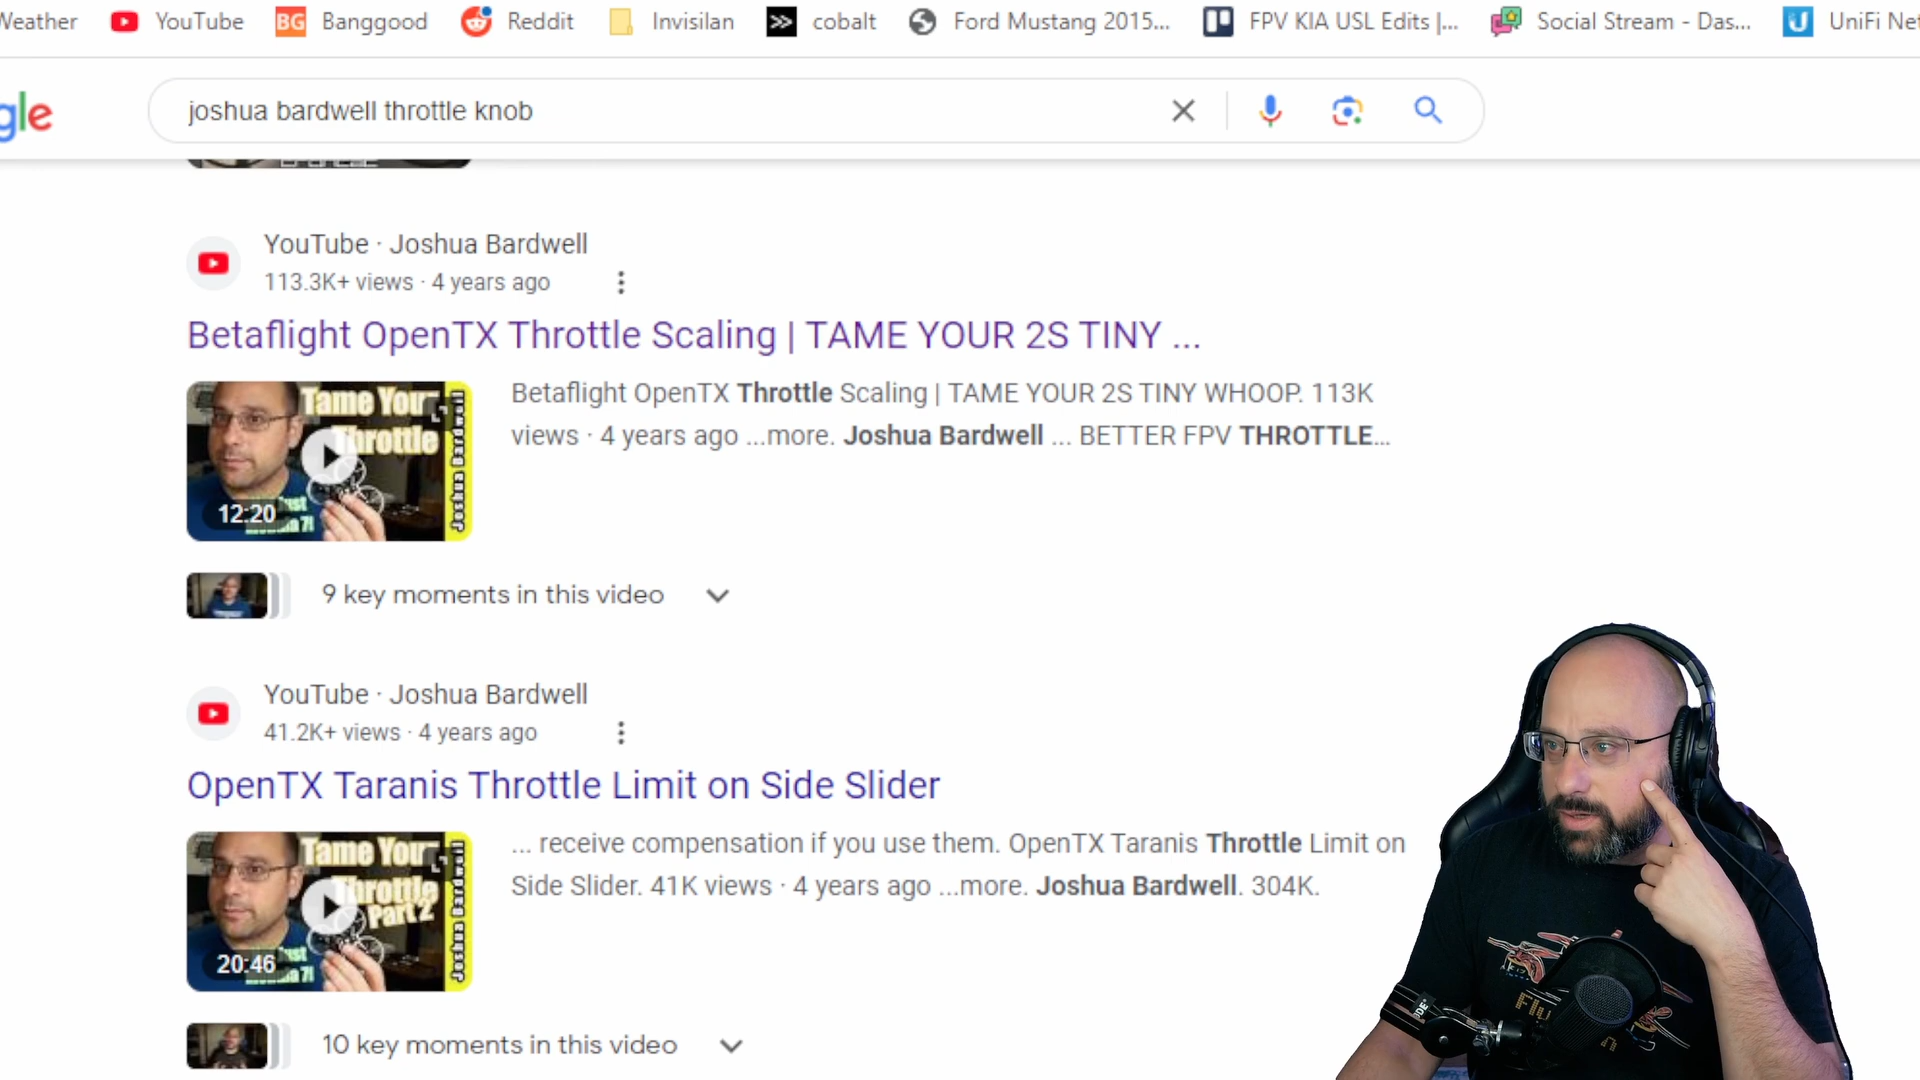 Weather
YouTube
BG
Banggood
Reddit
Invisilan
cobalt
Ford Mustang 2015...
FPV KIA USL Edits |...
Social Stream - Das...
U
UniFi Net
gle
joshua bardwell throttle knob
YouTube · Joshua Bardwell
113.3K+ views · 4 years ago
Betaflight OpenTX Throttle Scaling | TAME YOUR 2S TINY ...
Tame Your
Throttle
Joshua Bardwell
12:20
Betaflight OpenTX Throttle Scaling | TAME YOUR 2S TINY WHOOP. 113K
views · 4 years ago ...more. Joshua Bardwell ... BETTER FPV THROTTLE...
9 key moments in this video
YouTube · Joshua Bardwell
41.2K+ views · 4 years ago
OpenTX Taranis Throttle Limit on Side Slider
Tame Your
Throttle
Part 2
Joshua Bardwell
20:46
... receive compensation if you use them. OpenTX Taranis Throttle Limit on
Side Slider. 41K views · 4 years ago ...more. Joshua Bardwell. 304K.
10 key moments in this video